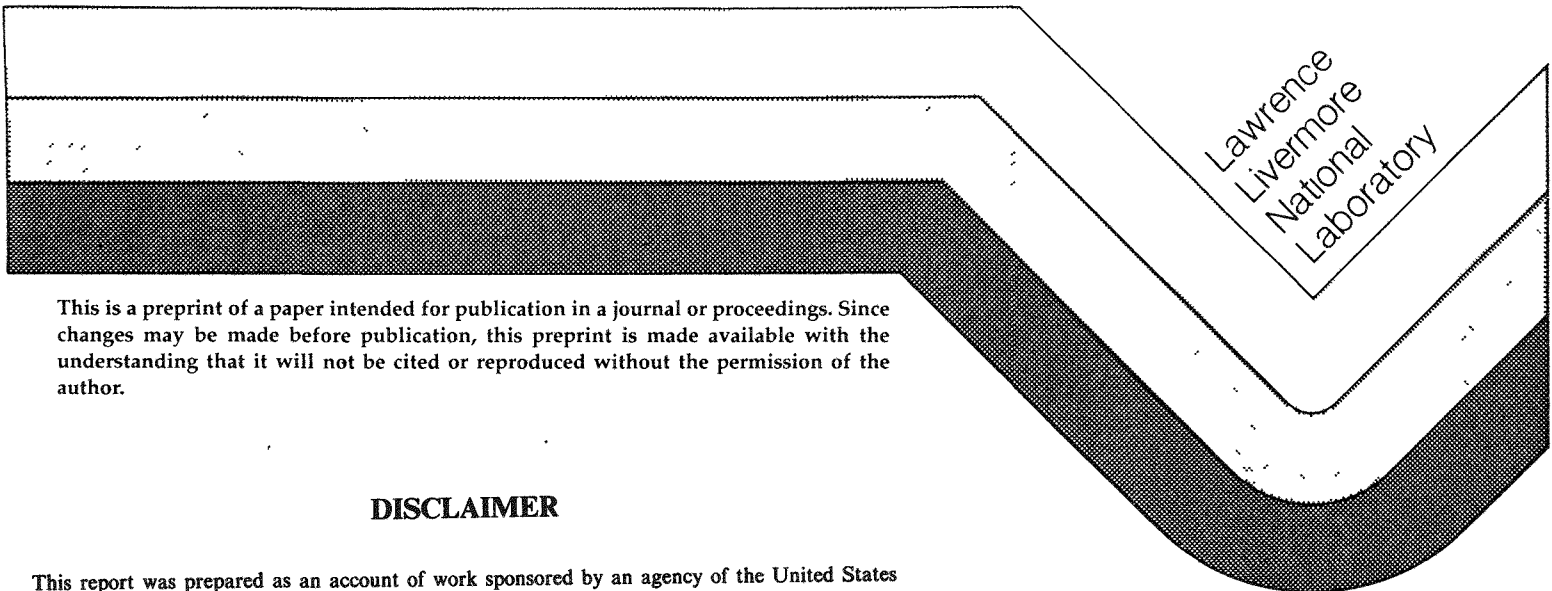 Lawrence
Livermore
National
Laboratory
This is a preprint of a paper intended for publication in a journal or proceedings. Since
changes may be made before publication, this preprint is made available with the
understanding that it will not be cited or reproduced without the permission of the
author.
DISCLAIMER
This report was prepared as an account of work sponsored by an agency of the United States